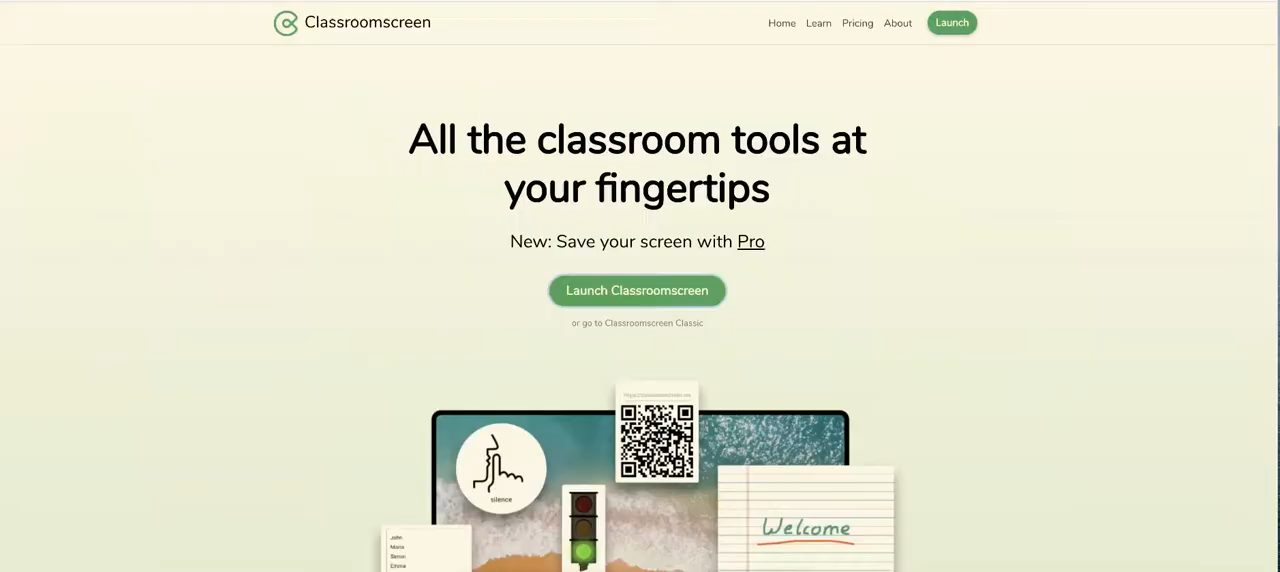 Classroomscreen
Home Learn Pricing About Launch
All the classroom tools at
your fingertips
New: Save your screen with Pro
Launch Classroomscreen
or go to Classroomscreen Classic
silence
Welcome
John
Maria
Simon
Emma